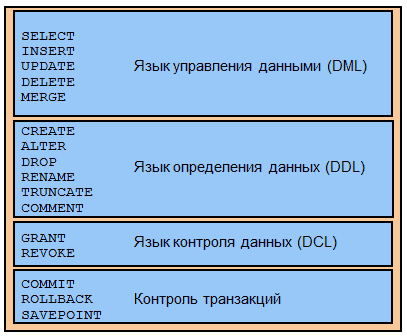 SELECT
INSERT
UPDATE Язык управления данными (DML)
DELETE
MERGE
CREATE
ALTER
DROP Язык определения данных (DDL)
RENAME
TRUNCATE
COMMENT
GRANT Язык контроля данных (DCL)
REVOKE
COMMIT
ROLLBACK Контроль транзакций
SAVEPOINT